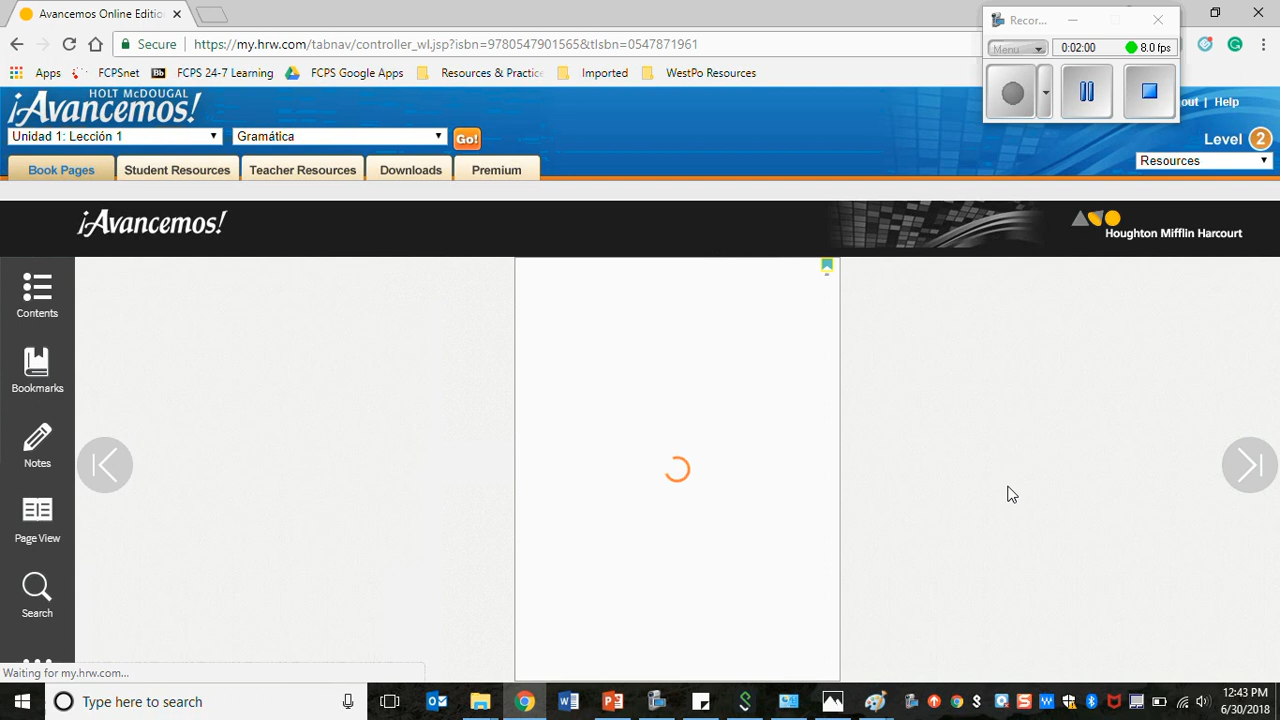 Avancemos Online Editio
Recor...
Secure
https://my.hrw.com/tabnav/controller_wl.jsp?isbn=9780547901565&tlsbn=0547871961
Menu
0:02:00
8.0 fps
Apps
FCPSnet
Bb
FCPS 24-7 Learning
FCPS Google Apps
Resources & Practic
Imported
WestPo Resources
HOLT McDOUGAL
¡Avancemos!
out | Help
Unidad 1: Lección 1
Gramática
Go!
Level 2
Resources
Book Pages
Student Resources
Teacher Resources
Downloads
Premium
¡Avancemos!
Houghton Mifflin Harcourt
Contents
Bookmarks
Notes
Page View
Search
Waiting for my.hrw.com...
Type here to search
12:43 PM
6/30/2018